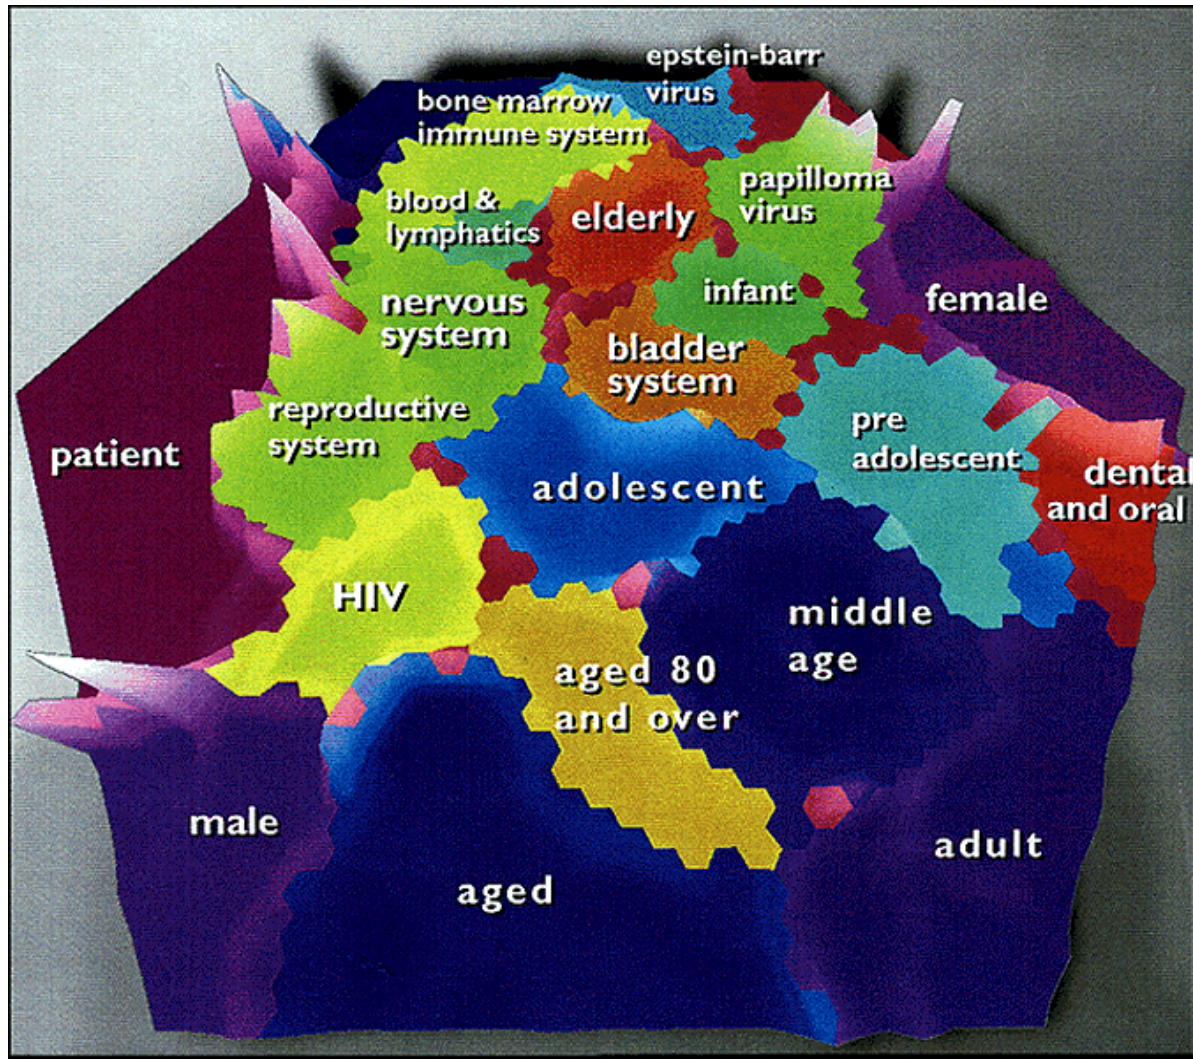 epstein-barr
virus
bone marrow
immune system
papilloma
virus
blood &
lymphatics
elderly
nervous
system
infant
female
bladder
system
reproductive
system
patient
pre
adolescent
adolescent
dental
and oral
HIV
middle
age
aged 80
and over
male
adult
aged